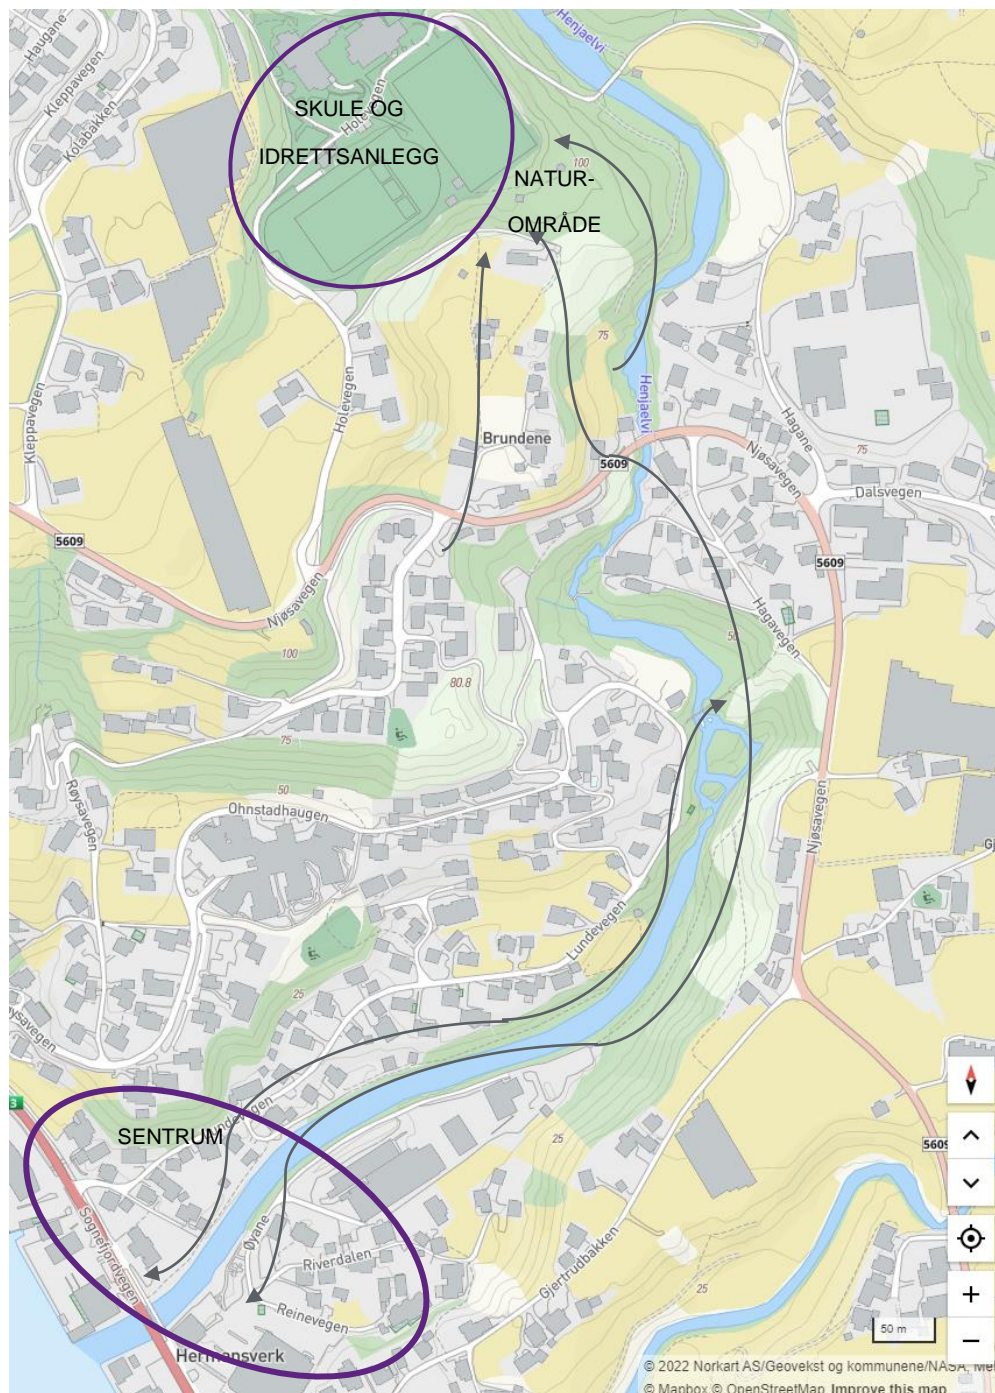 Haugane
Kleppavegen
Kolabakken
Henjaelvi
SKULE OG
Holevegen
IDRETTSANLEGG
100
NATUR-
OMRÅDE
75
Henjaelvi
Kleppavegen
Holevegen
Hagane
Brundene
5609
Njøsavegen
75
Dalsvegen
5609
5609
Njøsavegen
Hagavegen
50
100
80.8
75
Røysavegen
50
Ohnstadhaugen
Njøsavegen
Lundevegen
25
SENTRUM
25
5609
Sognefjordvegen
Øyane
Riverdalen
Reinevegen
Gjertrudbakken
25
50 m
Hermansverk
© 2022 Norkart AS/Geovekst og kommunene/NASA, Me
© Mapbox © OpenStreetMap Improve this map